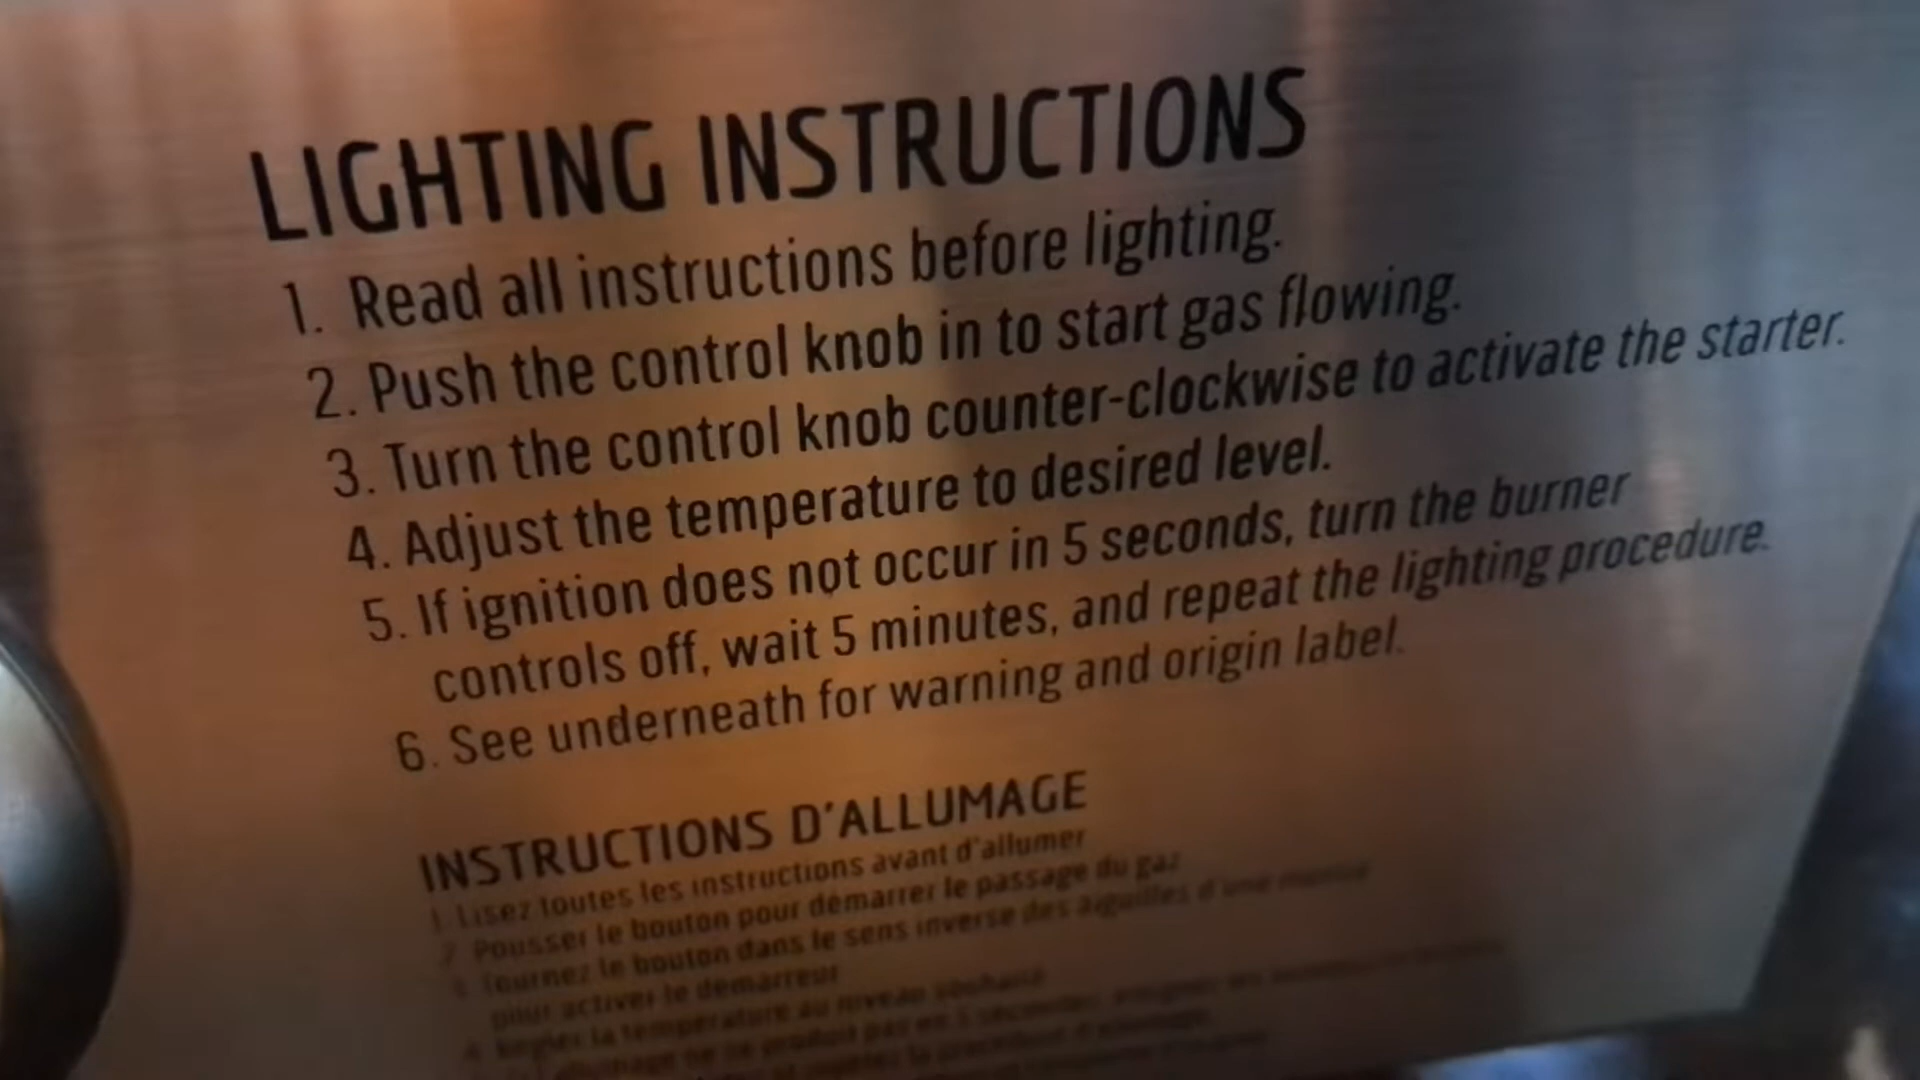 LIGHTING INSTRUCTIONS
1. Read all instructions before lighting.
2. Push the control knob in to start gas flowing.
3. Turn the control knob counter-clockwise to activate the starter.
4. Adjust the temperature to desired level.
5. If ignition does not occur in 5 seconds, turn the burner
controls off, wait 5 minutes, and repeat the lighting procedure.
6. See underneath for warning and origin label.
INSTRUCTIONS D'ALLUMAGE
1. Lisez toutes les instructions avant d'allumer
2. Pousser le bouton pour démarrer le passage du gaz
3. Tournez le bouton dans le sens inverse des aiguilles d'une montre
pour activer le démarreur
4. Régler la température au niveau souhaité